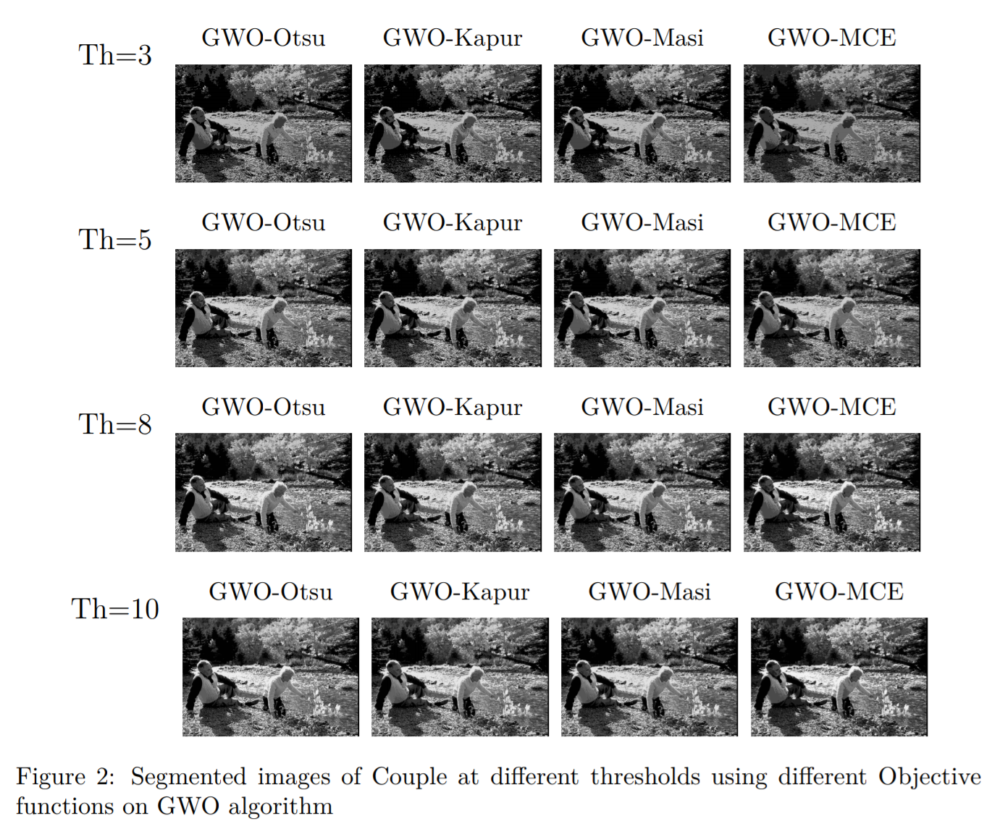 Th=3
GWO-Otsu GWO-Kapur GWO-Masi GWO-MCE
Th=5
GWO-Otsu GWO-Kapur GWO-Masi GWO-MCE
Th=8
GWO-Otsu GWO-Kapur GWO-Masi GWO-MCE
Th=10
GWO-Otsu GWO-Kapur GWO-Masi GWO-MCE
Figure 2: Segmented images of Couple at different thresholds using different Objective
functions on GWO algorithm